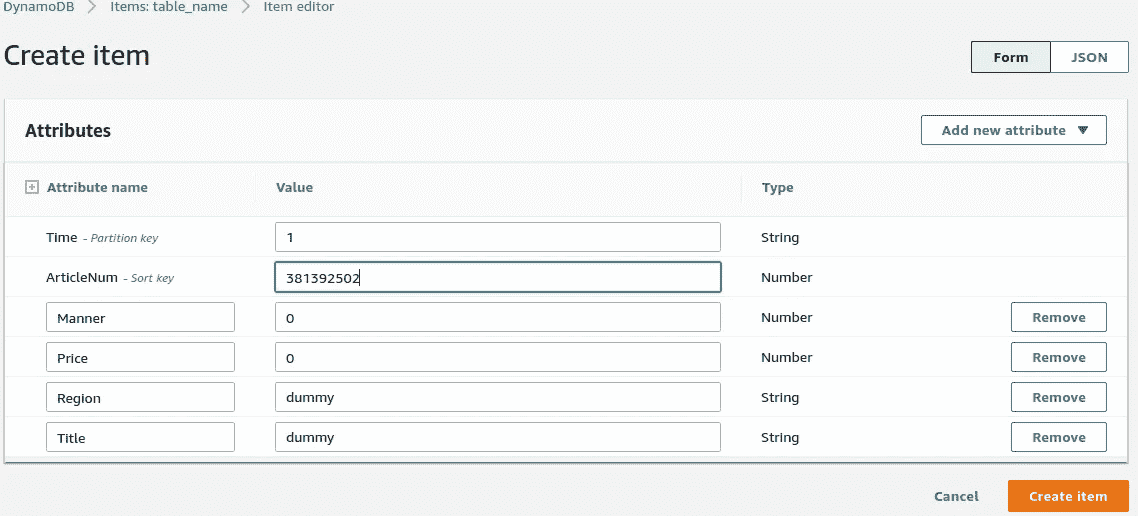 DynamoDB > Items: table_name > Item editor
Create item
Form JSON
Attributes
Add new attribute ▼
Attribute name Value Type
Time - Partition key 1 String
ArticleNum - Sort key 381392502 Number
Manner 0 Number Remove
Price 0 Number Remove
Region dummy String Remove
Title dummy String Remove
Cancel Create item